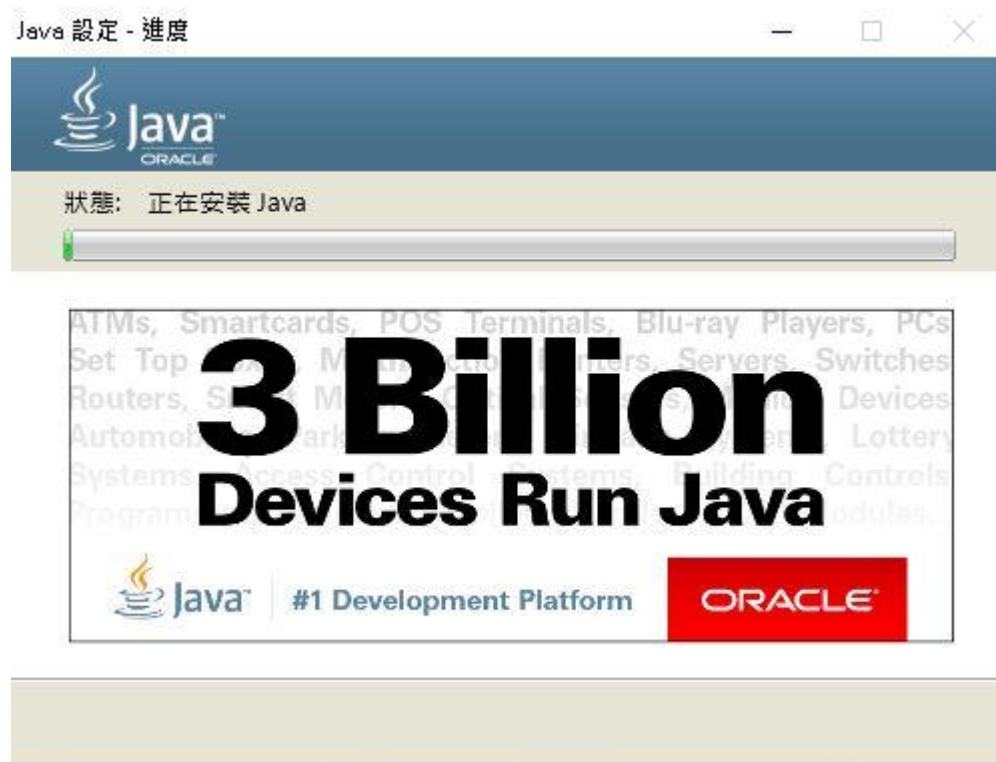 Java 設定 - 進度
Java™
ORACLE
狀態: 正在安裝 Java
ATMs, Smartcards, POS Terminals, Blu-ray Players, PCs
Set Top Servers, Switches
Routers, Devices
Lottery
Systems, Access Control Systems, Building Controls
3 Billion
Devices Run Java
Java™ #1 Development Platform ORACLE®